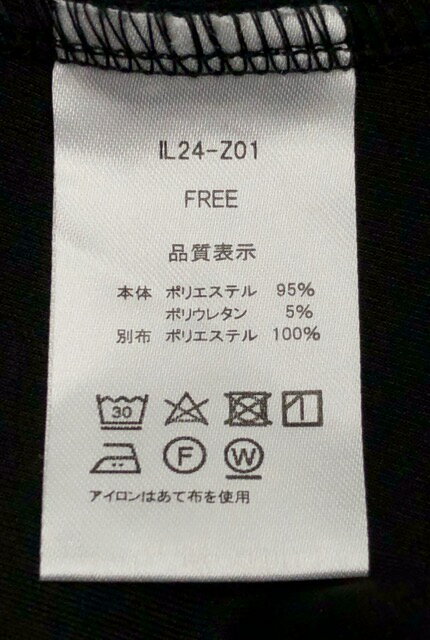 IL24-Z01
FREE
品質表示
本体 ポリエステル 95%
ポリウレタン 5%
別布 ポリエステル 100%
30
F W
アイロンはあて布を使用